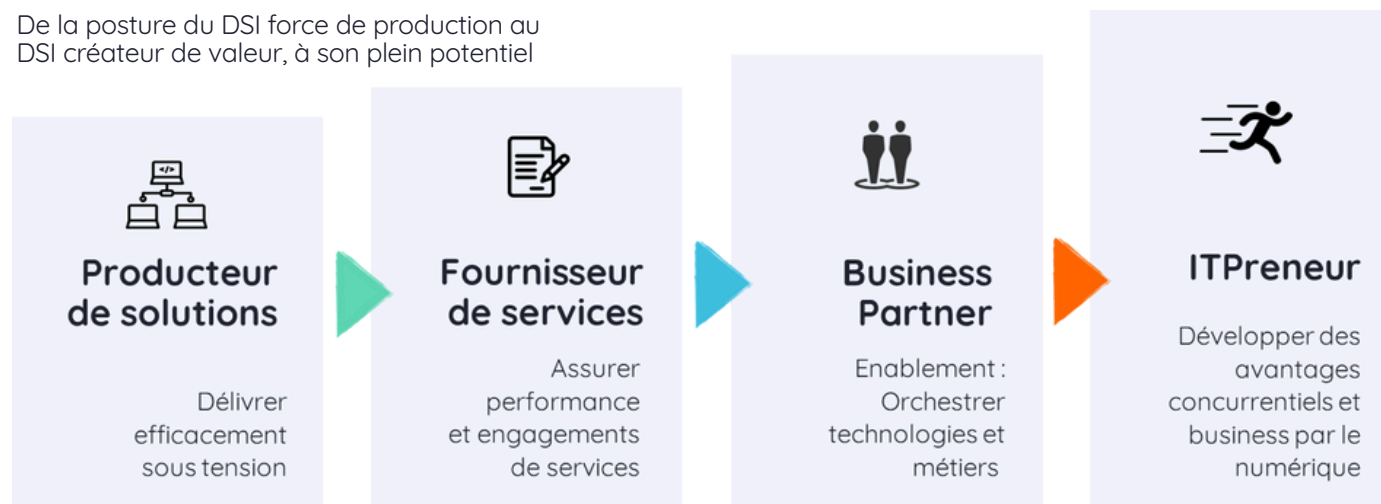 De la posture du DSI force de production au
DSI créateur de valeur, à son plein potentiel
</>
Producteur
de solutions
Délivrer
efficacement
sous tension
Fournisseur
de services
Assurer
performance
et engagements
de services
Business
Partner
Enablement :
Orchestrer
technologies et
métiers
ITPreneur
Développer des
avantages
concurrentiels et
business par le
numérique